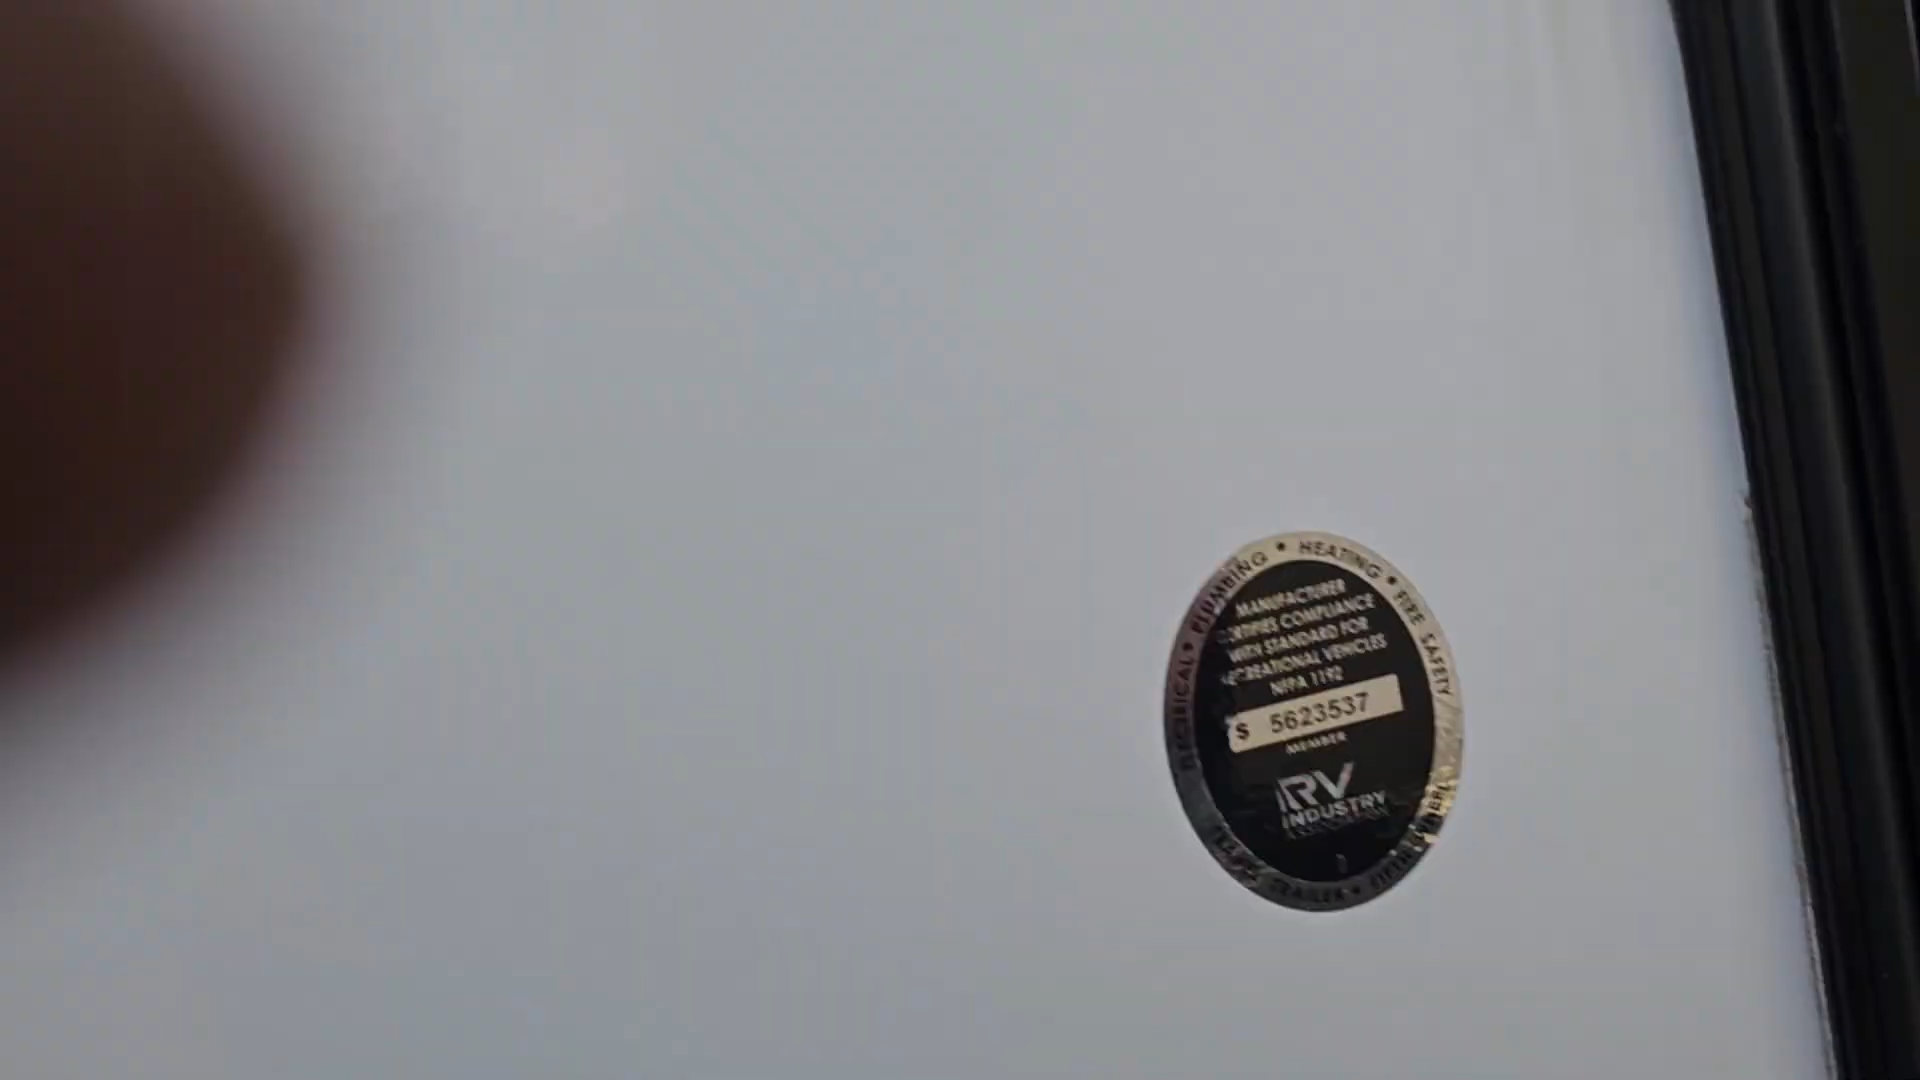 ELECTRICAL • PLUMBING • HEATING • FIRE SAFETY
MANUFACTURER
CERTIFIES COMPLIANCE
WITH STANDARD FOR
RECREATIONAL VEHICLES
NFPA 1192
S 5623537
MEMBER
RV
INDUSTRY
ASSOCIATION
TRAILER • FIFTH WHEEL